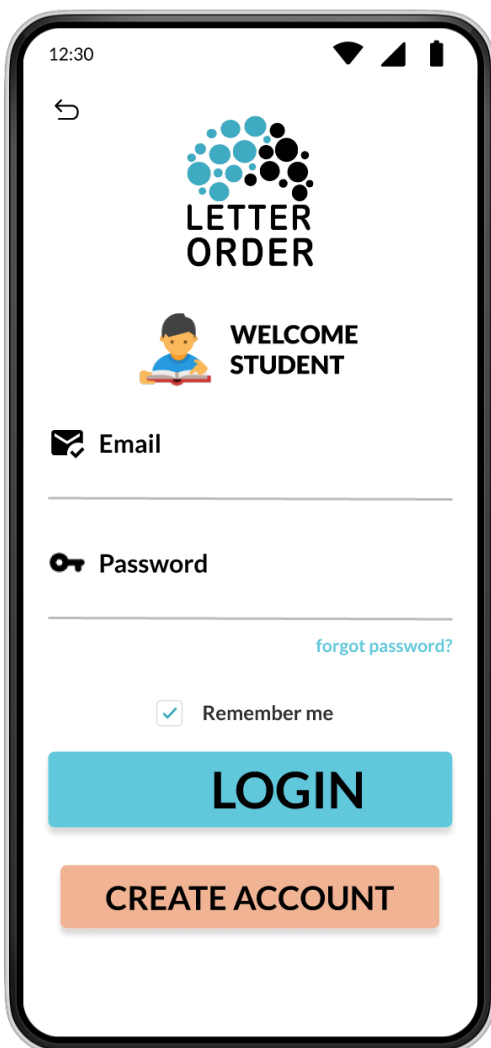 12:30
LETTER
ORDER
WELCOME
STUDENT
Email
Password
forgot password?
Remember me
LOGIN
CREATE ACCOUNT